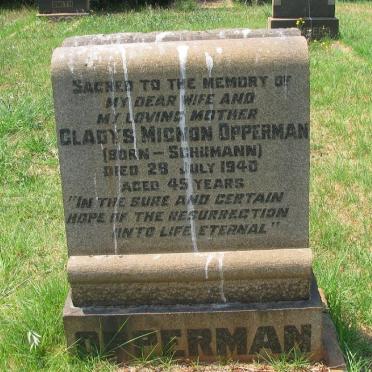 SACRED TO THE MEMORY OF
MY DEAR WIFE AND
MY LOVING MOTHER
GLADYS MIGNON OPPERMAN
(BORN - SCHUMANN)
DIED 29 JULY 1940
AGED 45 YEARS
"IN THE SURE AND CERTAIN
HOPE OF THE RESURRECTION
UNTO LIFE ETERNAL"
OPPERMAN